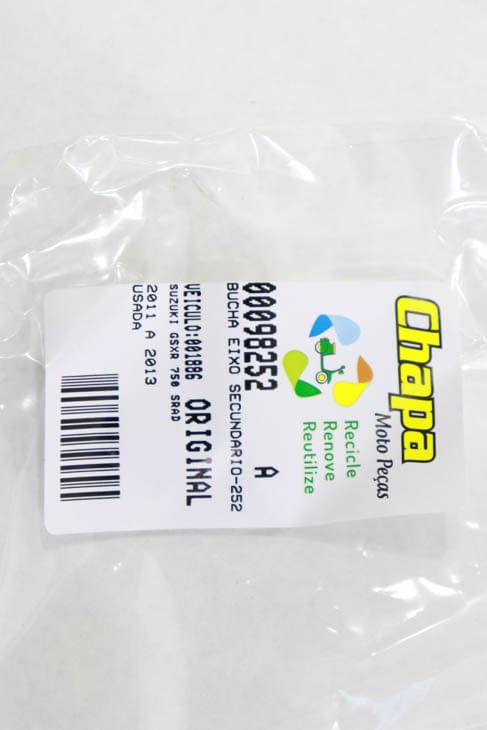 Chapa
Moto Peças
Recicle
Renove
Reutilize
00098252 A
BUCHA EIXO SECUNDARIO-252
VEICULO:001886 ORIGINAL
SUZUKI GSXR 750 SRAD
2011 A 2013
USADA